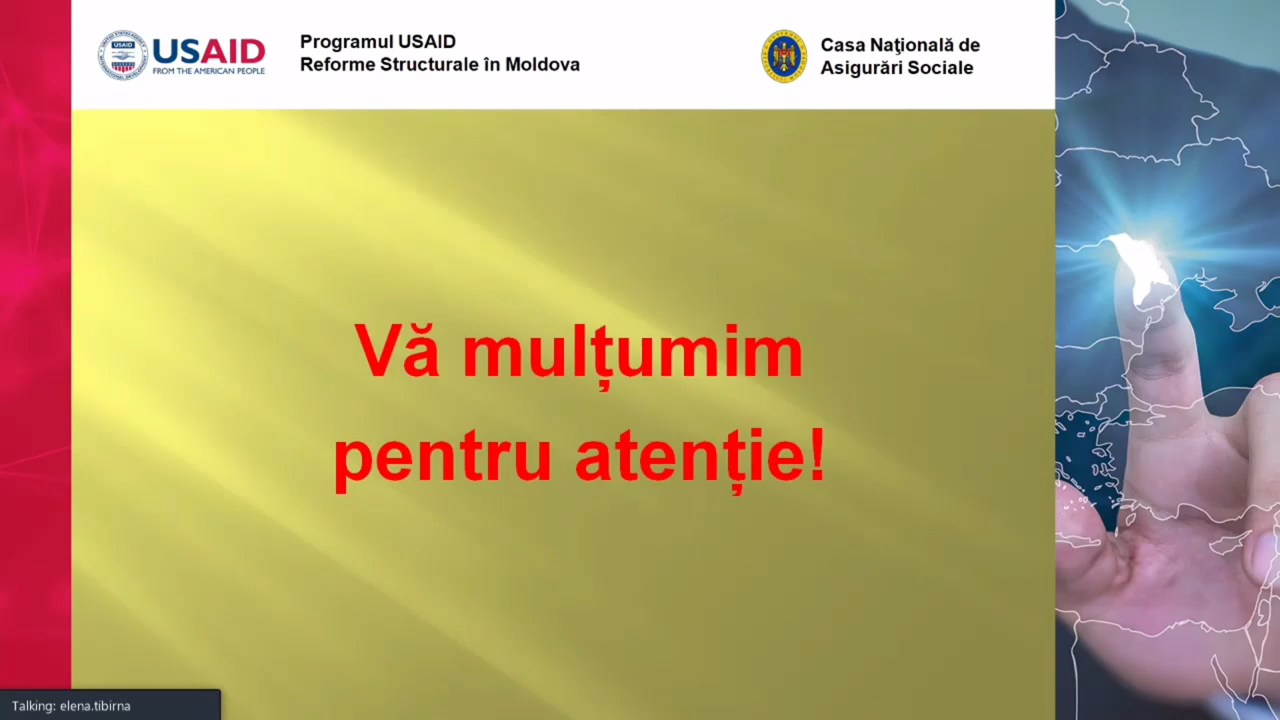 USAID
FROM THE AMERICAN PEOPLE
Programul USAID
Reforme Structurale în Moldova
Casa Naţională de
Asigurări Sociale
Vă mulțumim
pentru atenție!
Talking: elena.tibirna